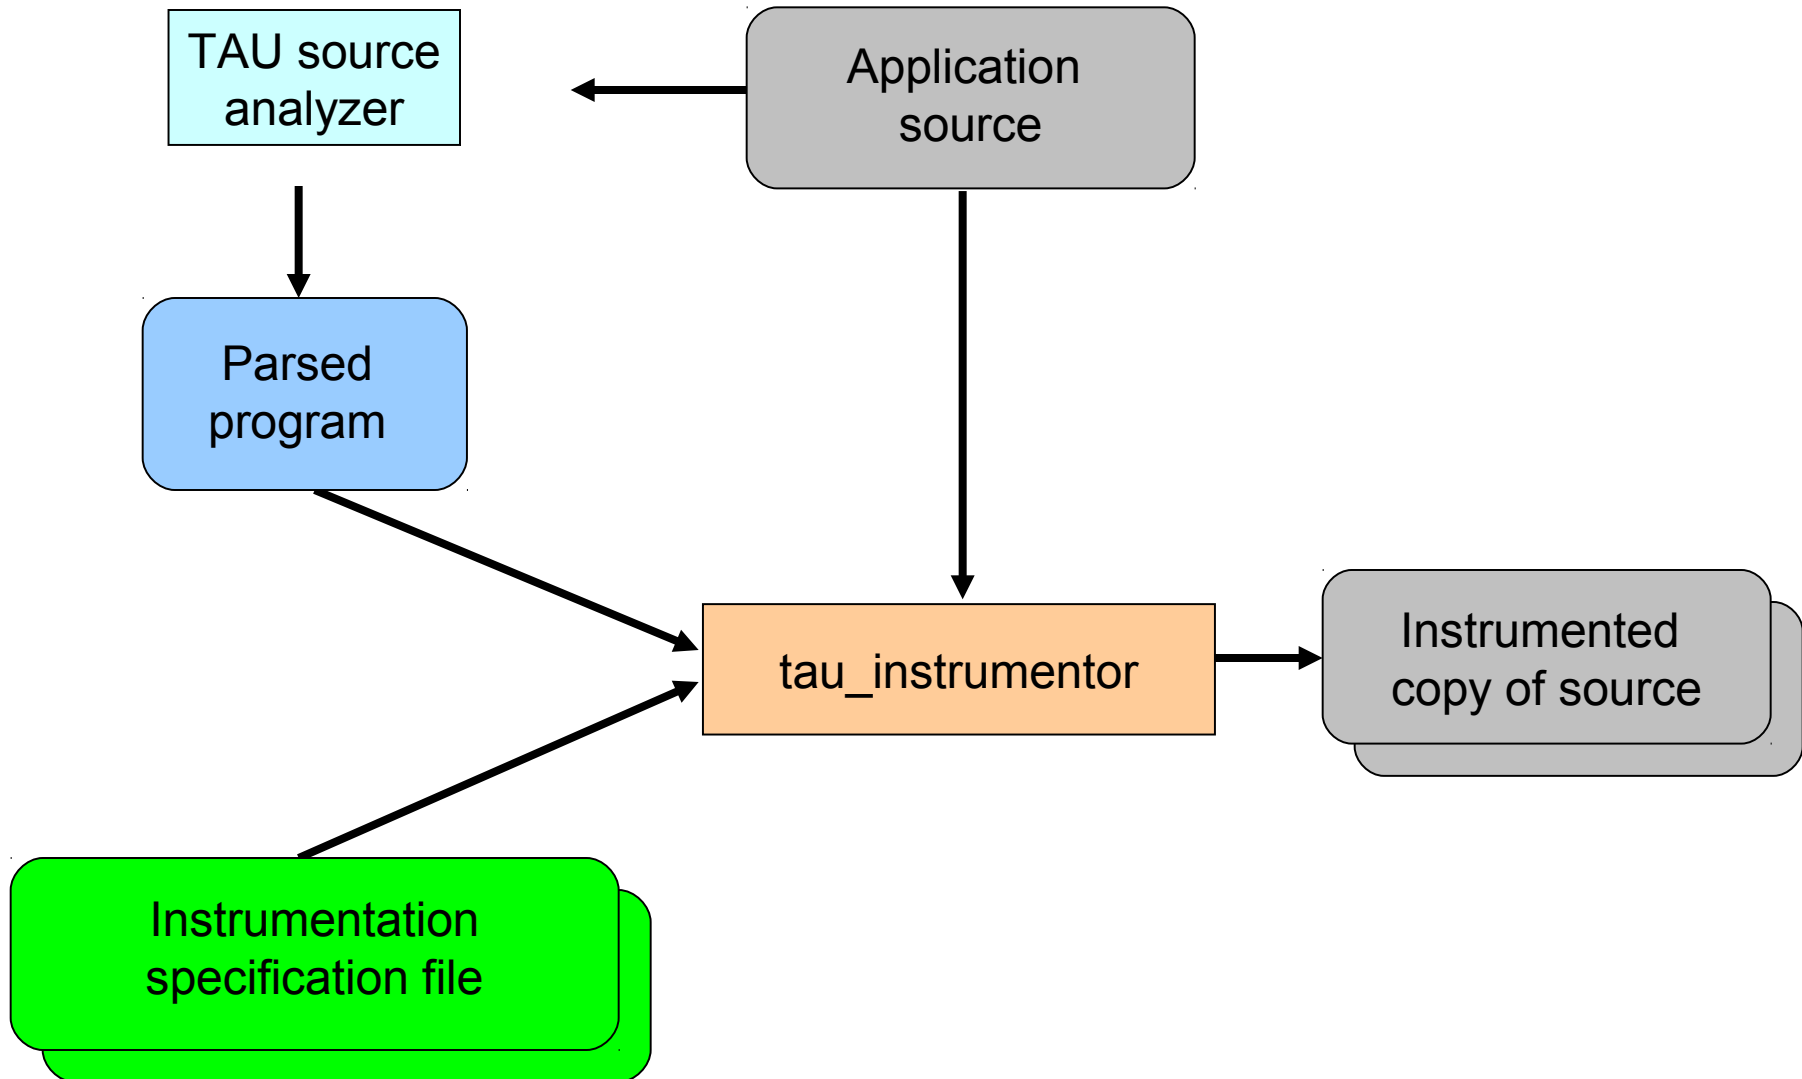 TAU source
analyzer
Application
source
Parsed
program
tau_instrumentor
Instrumented
copy of source
Instrumentation
specification file